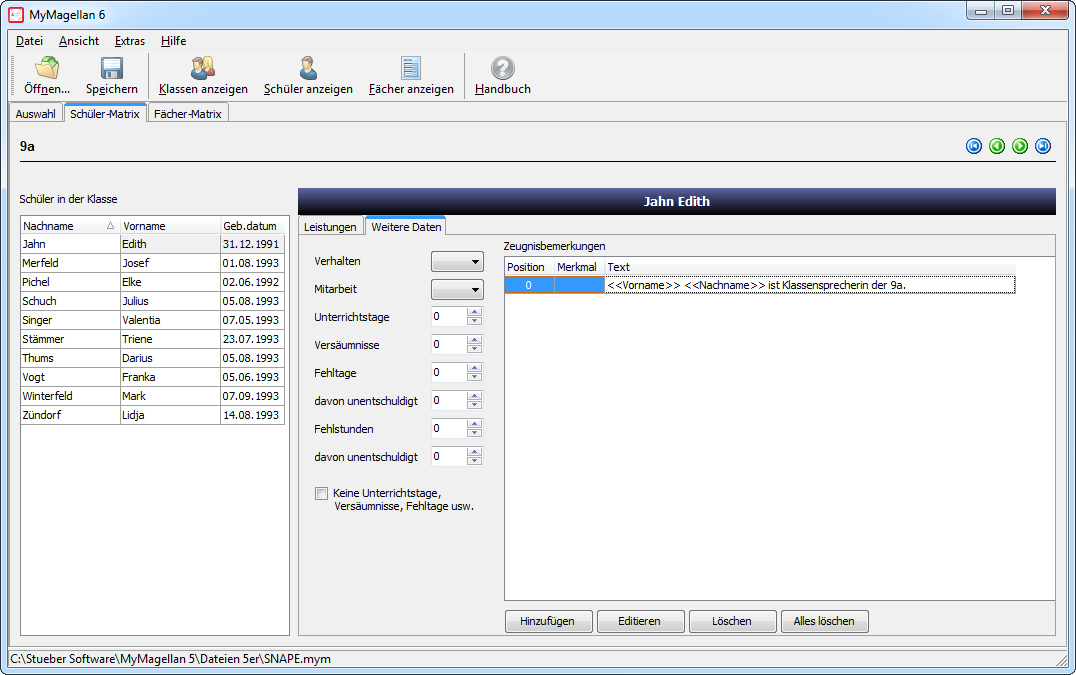 MyMagellan 6
Datei Ansicht Extras Hilfe
Öffnen... Speichern Klassen anzeigen Schüler anzeigen Fächer anzeigen Handbuch
Auswahl Schüler-Matrix Fächer-Matrix
9a
Schüler in der Klasse
Nachname Vorname Geb.datum
Jahn Edith 31.12.1991
Merfeld Josef 01.08.1993
Pichel Elke 02.06.1992
Schuch Julius 05.08.1993
Singer Valentia 07.05.1993
Stämmer Triene 23.07.1993
Thums Darius 05.08.1993
Vogt Franka 05.06.1993
Winterfeld Mark 07.09.1993
Zündorf Lidja 14.08.1993
Jahn Edith
Leistungen Weitere Daten
Verhalten
Mitarbeit
Unterrichtstage 0
Versäumnisse 0
Fehltage 0
davon unentschuldigt 0
Fehlstunden 0
davon unentschuldigt 0
Keine Unterrichtstage,
Versäumnisse, Fehltage usw.
Zeugnisbemerkungen
Position Merkmal Text
0 <<Vorname>> <<Nachname>> ist Klassensprecherin der 9a.
Hinzufügen Editieren Löschen Alles löschen
C:\Stueber Software\MyMagellan 5\Dateien 5er\SNAPE.mym